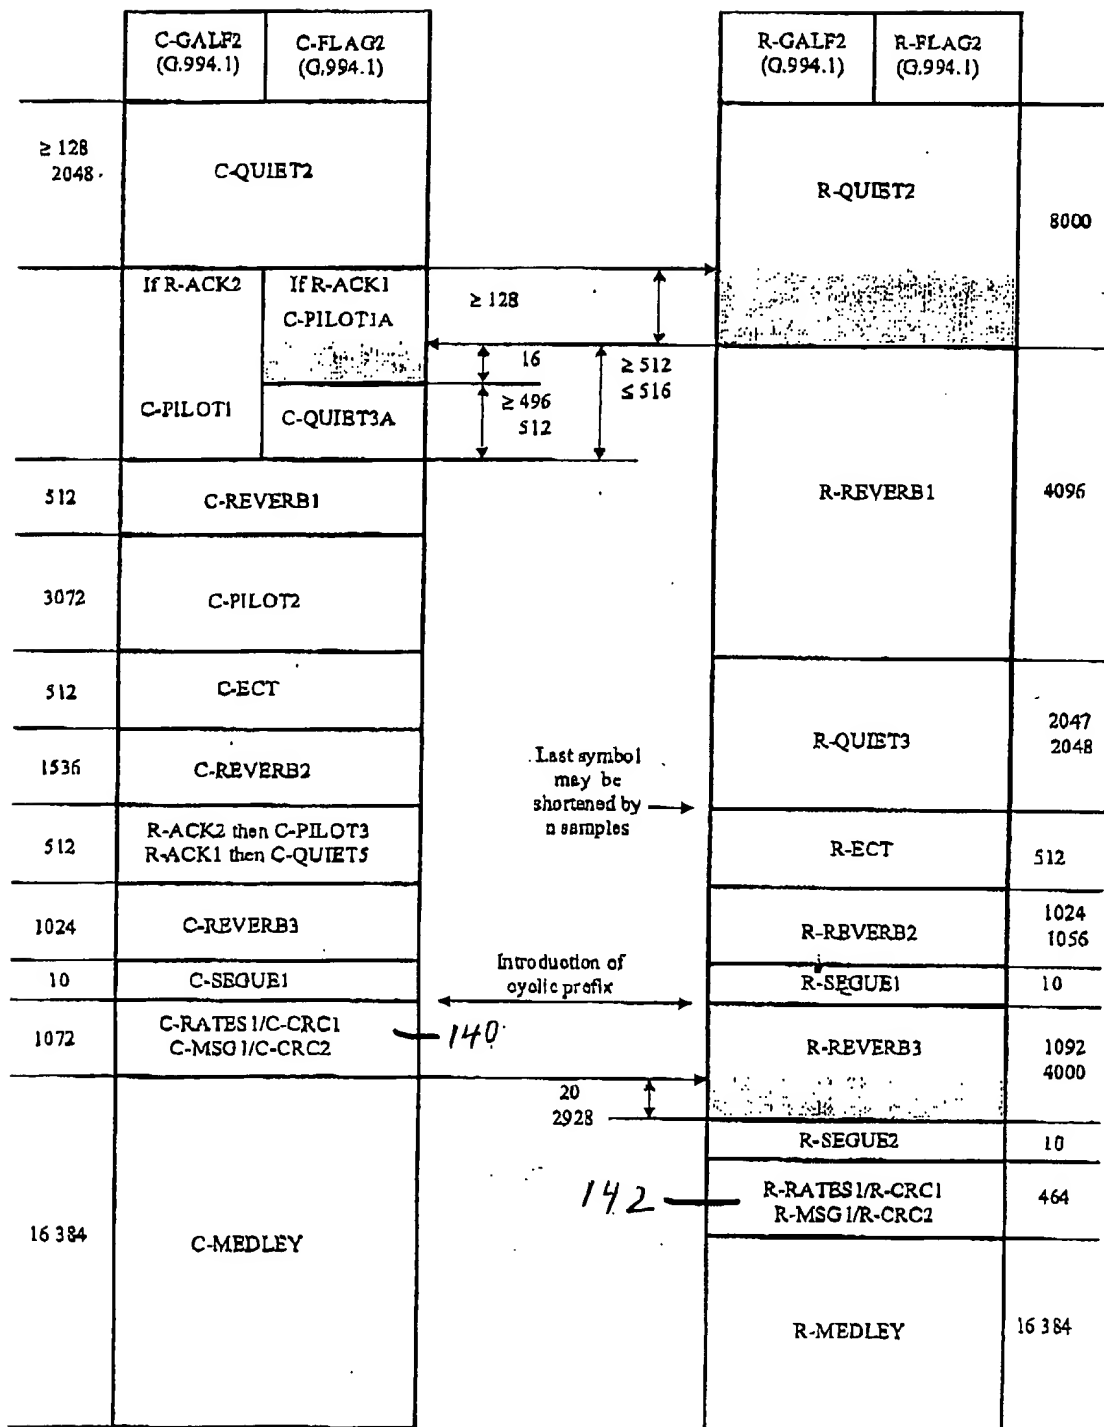 C-GALF2
(G.994.1)
C-FLAG2
(G.994.1)
R-GALF2
(G.994.1)
R-FLAG2
(G.994.1)
≥ 128
2048
C-QUIET2
R-QUIET2
8000
If R-ACK2
If R-ACK1
C-PILOT1A
≥ 128
16
≥ 512
≤ 516
C-PILOT1
C-QUIET3A
≥ 496
512
512
C-REVERB1
R-REVERB1
4096
3072
C-PILOT2
512
C-ECT
R-QUIET3
2047
2048
1536
C-REVERB2
Last symbol
may be
shortened by
n samples
512
R-ACK2 then C-PILOT3
R-ACK1 then C-QUIET5
R-ECT
512
1024
C-REVERB3
R-REVERB2
1024
1056
10
C-SEGUE1
Introduction of
cyclic prefix
R-SEGUE1
10
1072
C-RATES1/C-CRC1
C-MSG1/C-CRC2
140
R-REVERB3
1092
4000
20
2928
R-SEGUE2
10
142
R-RATES1/R-CRC1
R-MSG1/R-CRC2
464
16 384
C-MEDLEY
R-MEDLEY
16 384